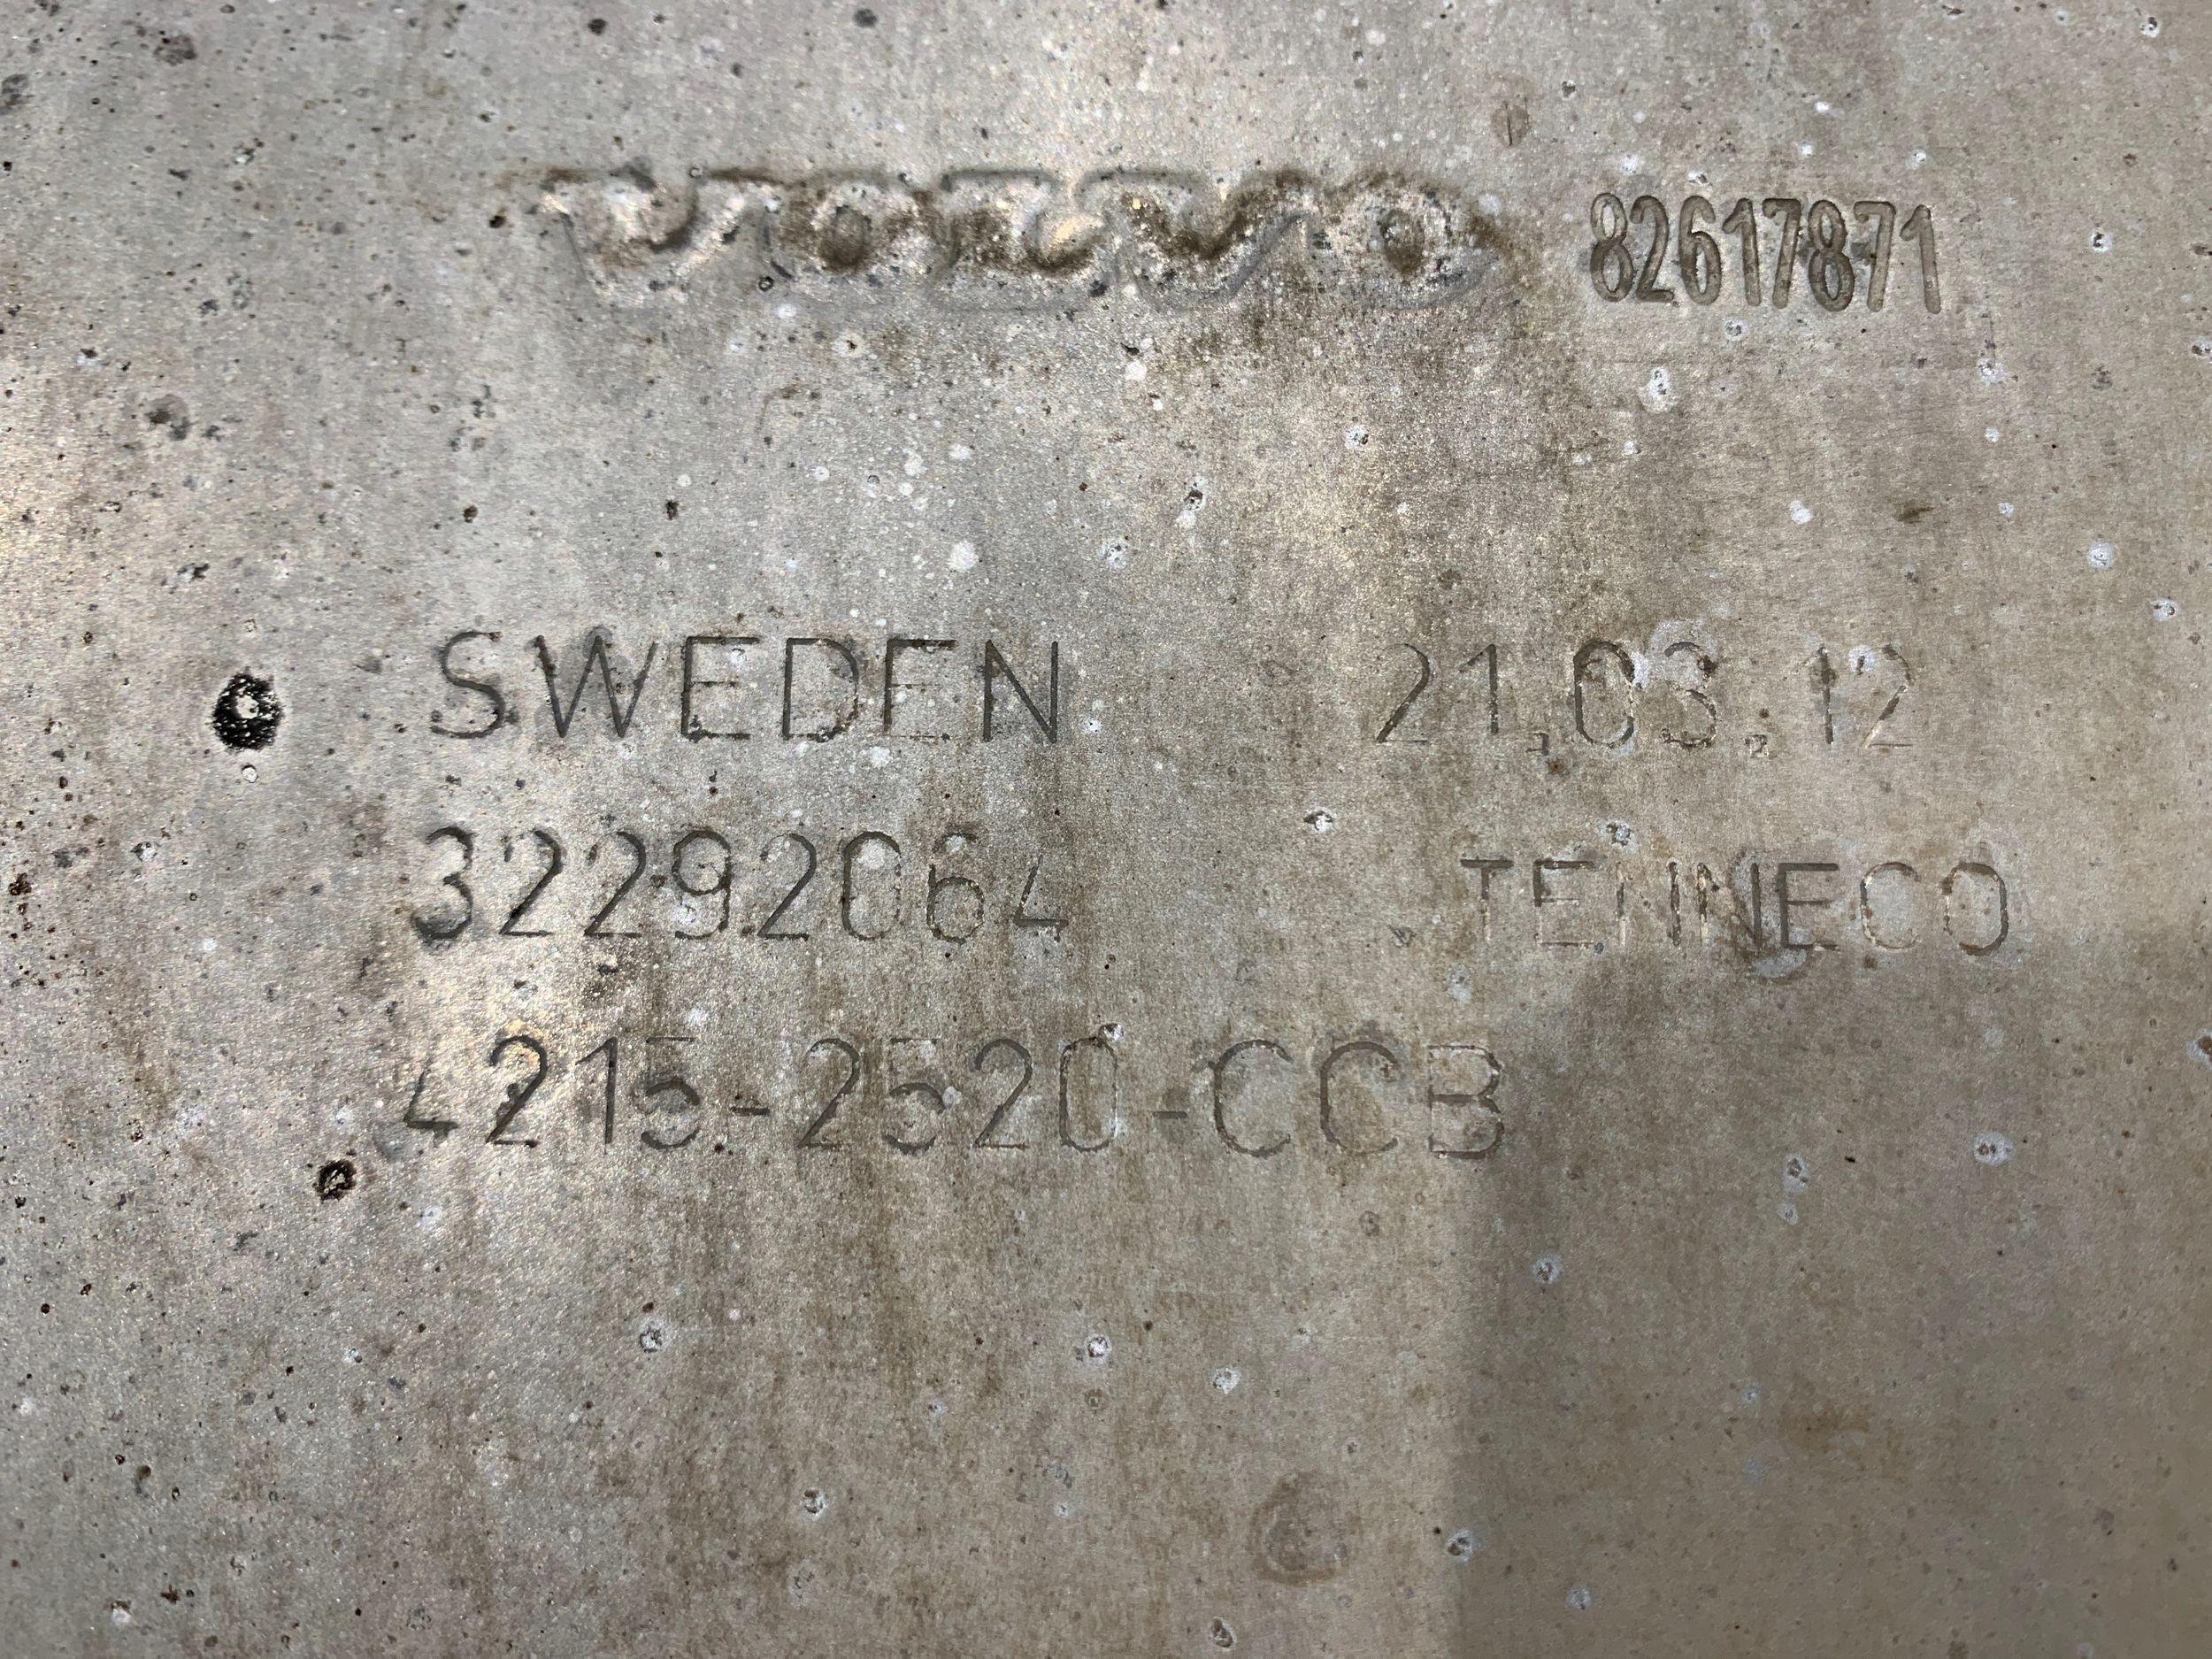 VOLVO 82617871
SWEDEN 21.03.12
32292064 TENNECO
4215-2520-CCB